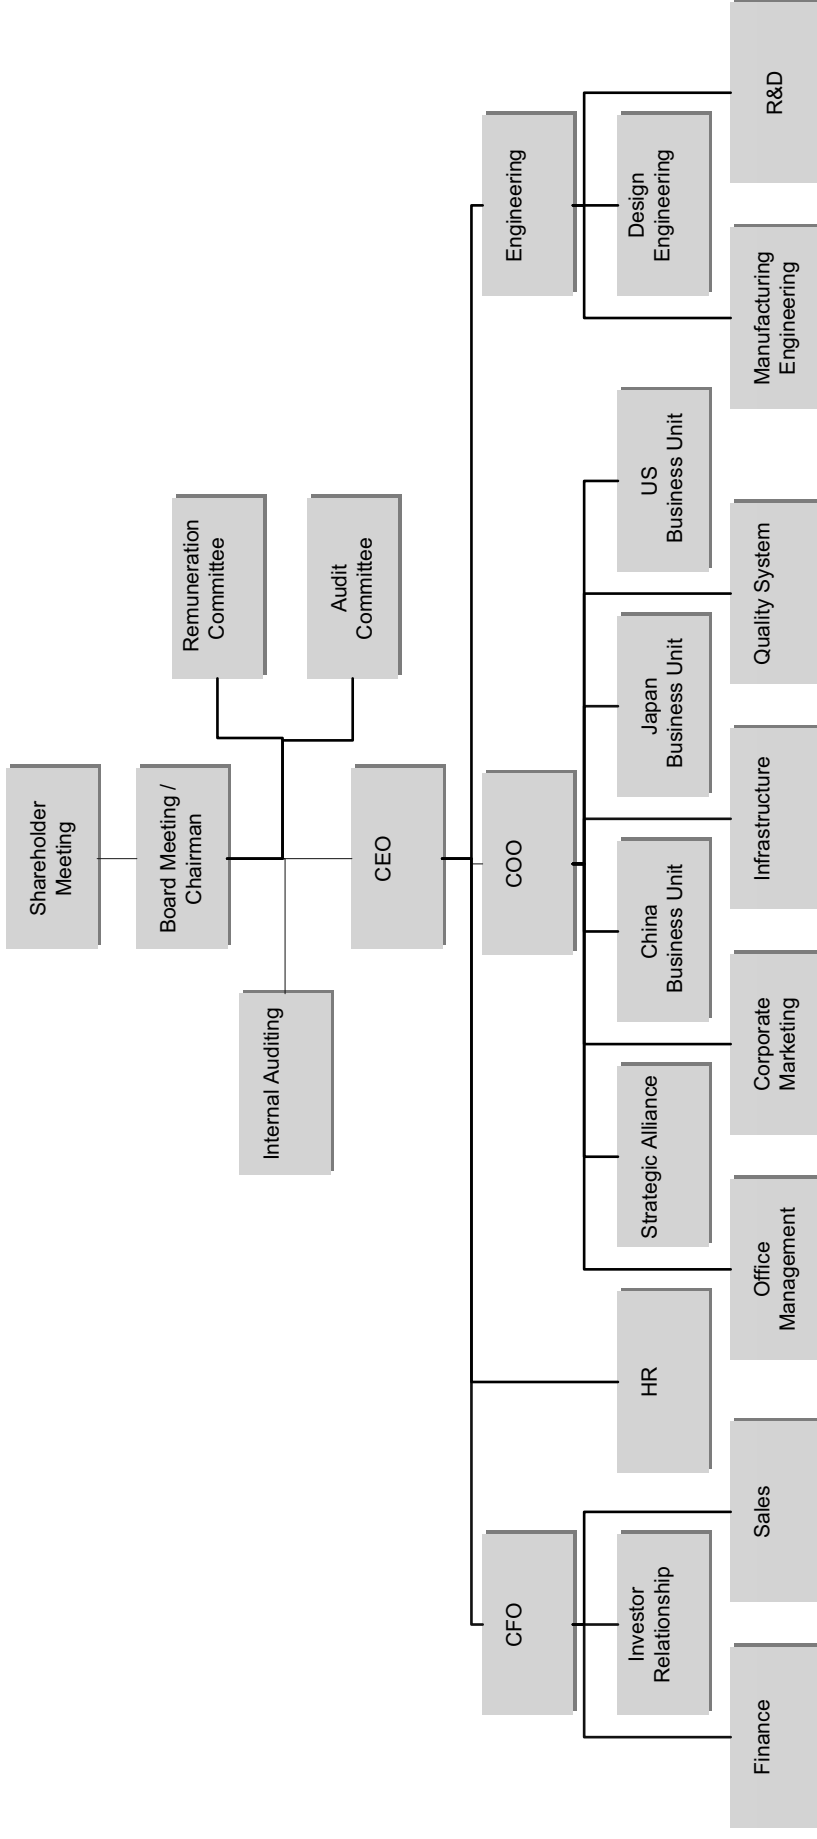 Shareholder
Meeting
Board Meeting /
Chairman
Remuneration
Committee
Internal Auditing
Audit
Committee
CEO
CFO
COO
Engineering
Investor
Relationship
HR
Strategic Alliance
China
Business Unit
Japan
Business Unit
US
Business Unit
Design
Engineering
Finance
Sales
Office
Management
Corporate
Marketing
Infrastructure
Quality System
Manufacturing
Engineering
R&D